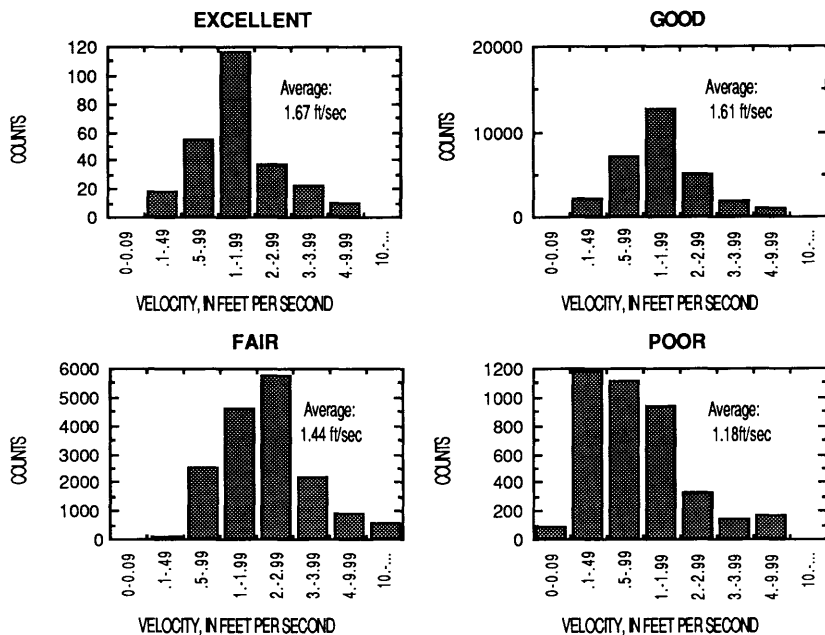 EXCELLENT
120
100
80
60
40
20
0
COUNTS
Average:
1.67 ft/sec
0-0.09
.1-.49
.5-.99
1.-1.99
2.-2.99
3.-3.99
4.-9.99
10.-...
VELOCITY, IN FEET PER SECOND
GOOD
20000
10000
0
COUNTS
Average:
1.61 ft/sec
0-0.09
.1-.49
.5-.99
1.-1.99
2.-2.99
3.-3.99
4.-9.99
10.-...
VELOCITY, IN FEET PER SECOND
FAIR
6000
5000
4000
3000
2000
1000
0
COUNTS
Average:
1.44 ft/sec
0-0.09
.1-.49
.5-.99
1.-1.99
2.-2.99
3.-3.99
4.-9.99
10.-...
VELOCITY, IN FEET PER SECOND
POOR
1200
1000
800
600
400
200
0
COUNTS
Average:
1.18ft/sec
0-0.09
.1-.49
.5-.99
1.-1.99
2.-2.99
3.-3.99
4.-9.99
10.-...
VELOCITY, IN FEET PER SECOND